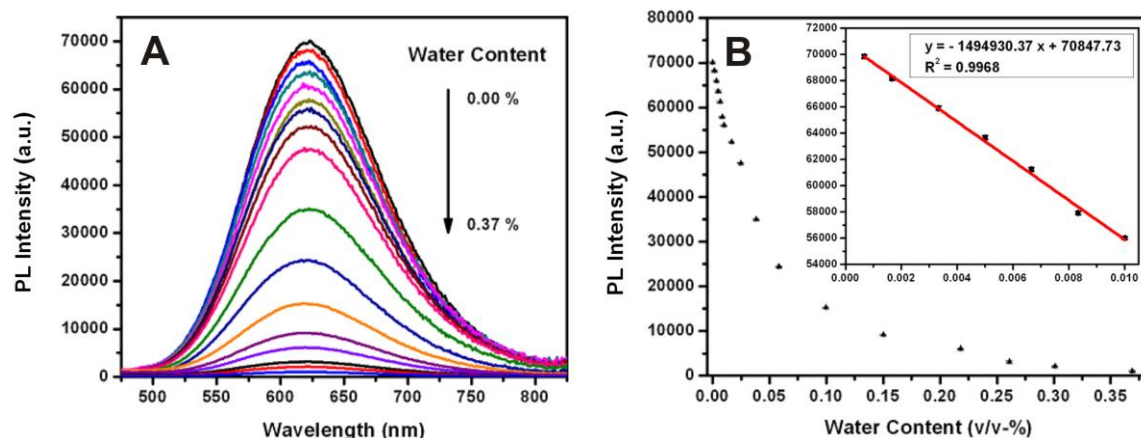 A
Water Content
0.00 %
0.37 %
70000
60000
50000
40000
30000
20000
10000
0
500 550 600 650 700 750 800
PL Intensity (a.u.)
Wavelength (nm)
B
80000
70000
60000
50000
40000
30000
20000
10000
0
0.00 0.05 0.10 0.15 0.20 0.25 0.30 0.35
PL Intensity (a.u.)
Water Content (v/v-%)
y = - 1494930.37 x + 70847.73
R² = 0.9968
72000
70000
68000
66000
64000
62000
60000
58000
56000
54000
0.000 0.002 0.004 0.006 0.008 0.010